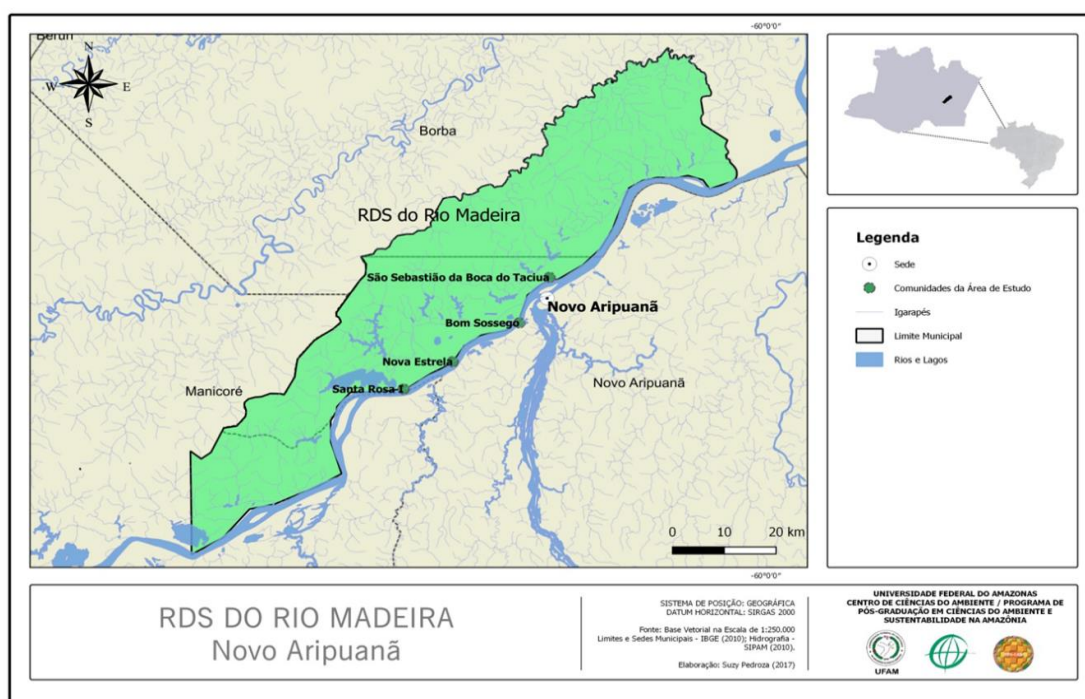 -60°0'0"
Beruri
N
W E
S
Borba
RDS do Rio Madeira
São Sebastião da Boca do Taciua
Novo Aripuanã
Bom Sossego
Nova Estrela
Novo Aripuanã
Manicoré
Santa Rosa I
0 10 20 km
-60°0'0"
Legenda
Sede
Comunidades da Área de Estudo
Igarapés
Limite Municipal
Rios e Lagos
RDS DO RIO MADEIRA
Novo Aripuanã
SISTEMA DE POSIÇÃO: GEOGRÁFICA
DATUM HORIZONTAL: SIRGAS 2000
Fonte: Base Vetorial na Escala de 1:250.000
Limites e Sedes Municipais - IBGE (2010); Hidrografia -
SIPAM (2010).
Elaboração: Suzy Pedroza (2017)
UNIVERSIDADE FEDERAL DO AMAZONAS
CENTRO DE CIÊNCIAS DO AMBIENTE / PROGRAMA DE
PÓS-GRADUAÇÃO EM CIÊNCIAS DO AMBIENTE E
SUSTENTABILIDADE NA AMAZÔNIA
UFAM